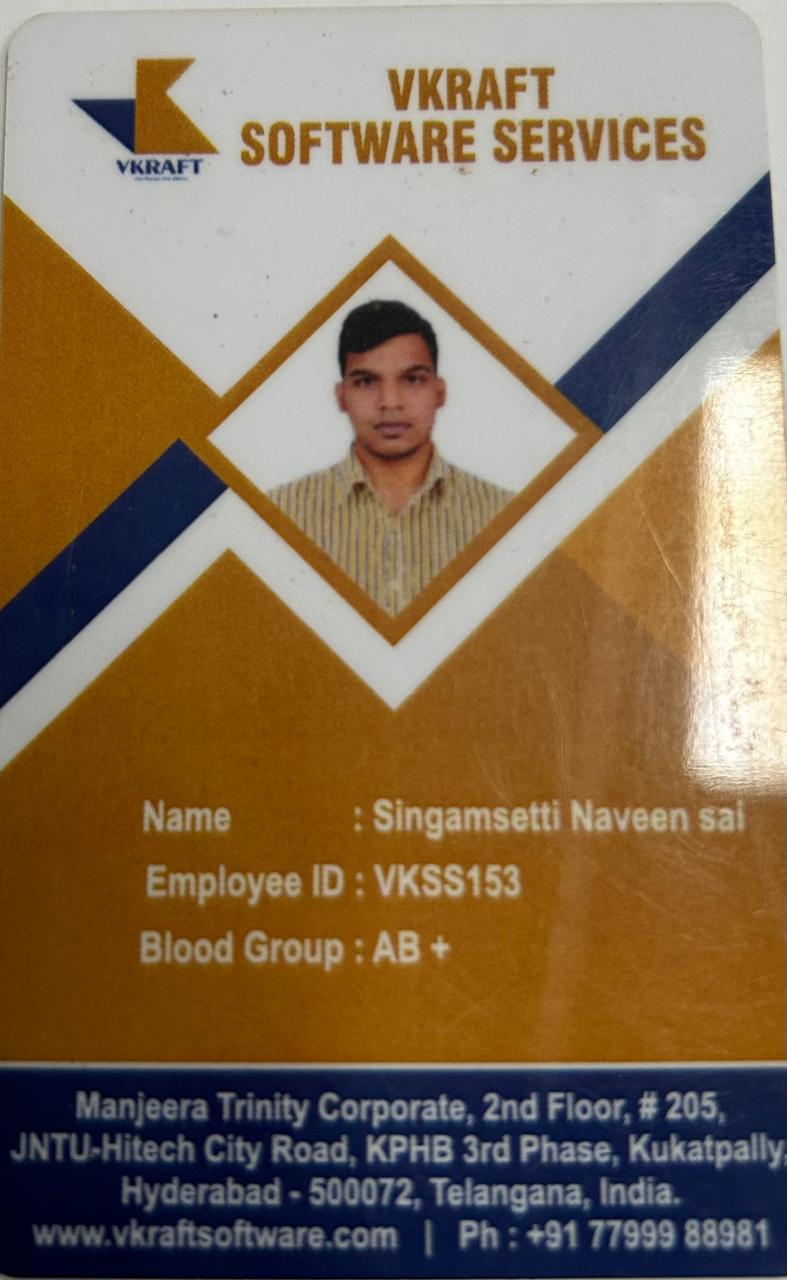 VKRAFT
SOFTWARE SERVICES
VKRAFT
Name : Singamsetti Naveen sai
Employee ID : VKSS153
Blood Group : AB +
Manjeera Trinity Corporate, 2nd Floor, # 205,
JNTU-Hitech City Road, KPHB 3rd Phase, Kukatpally,
Hyderabad - 500072, Telangana, India.
www.vkraftsoftware.com | Ph : +91 77999 88981